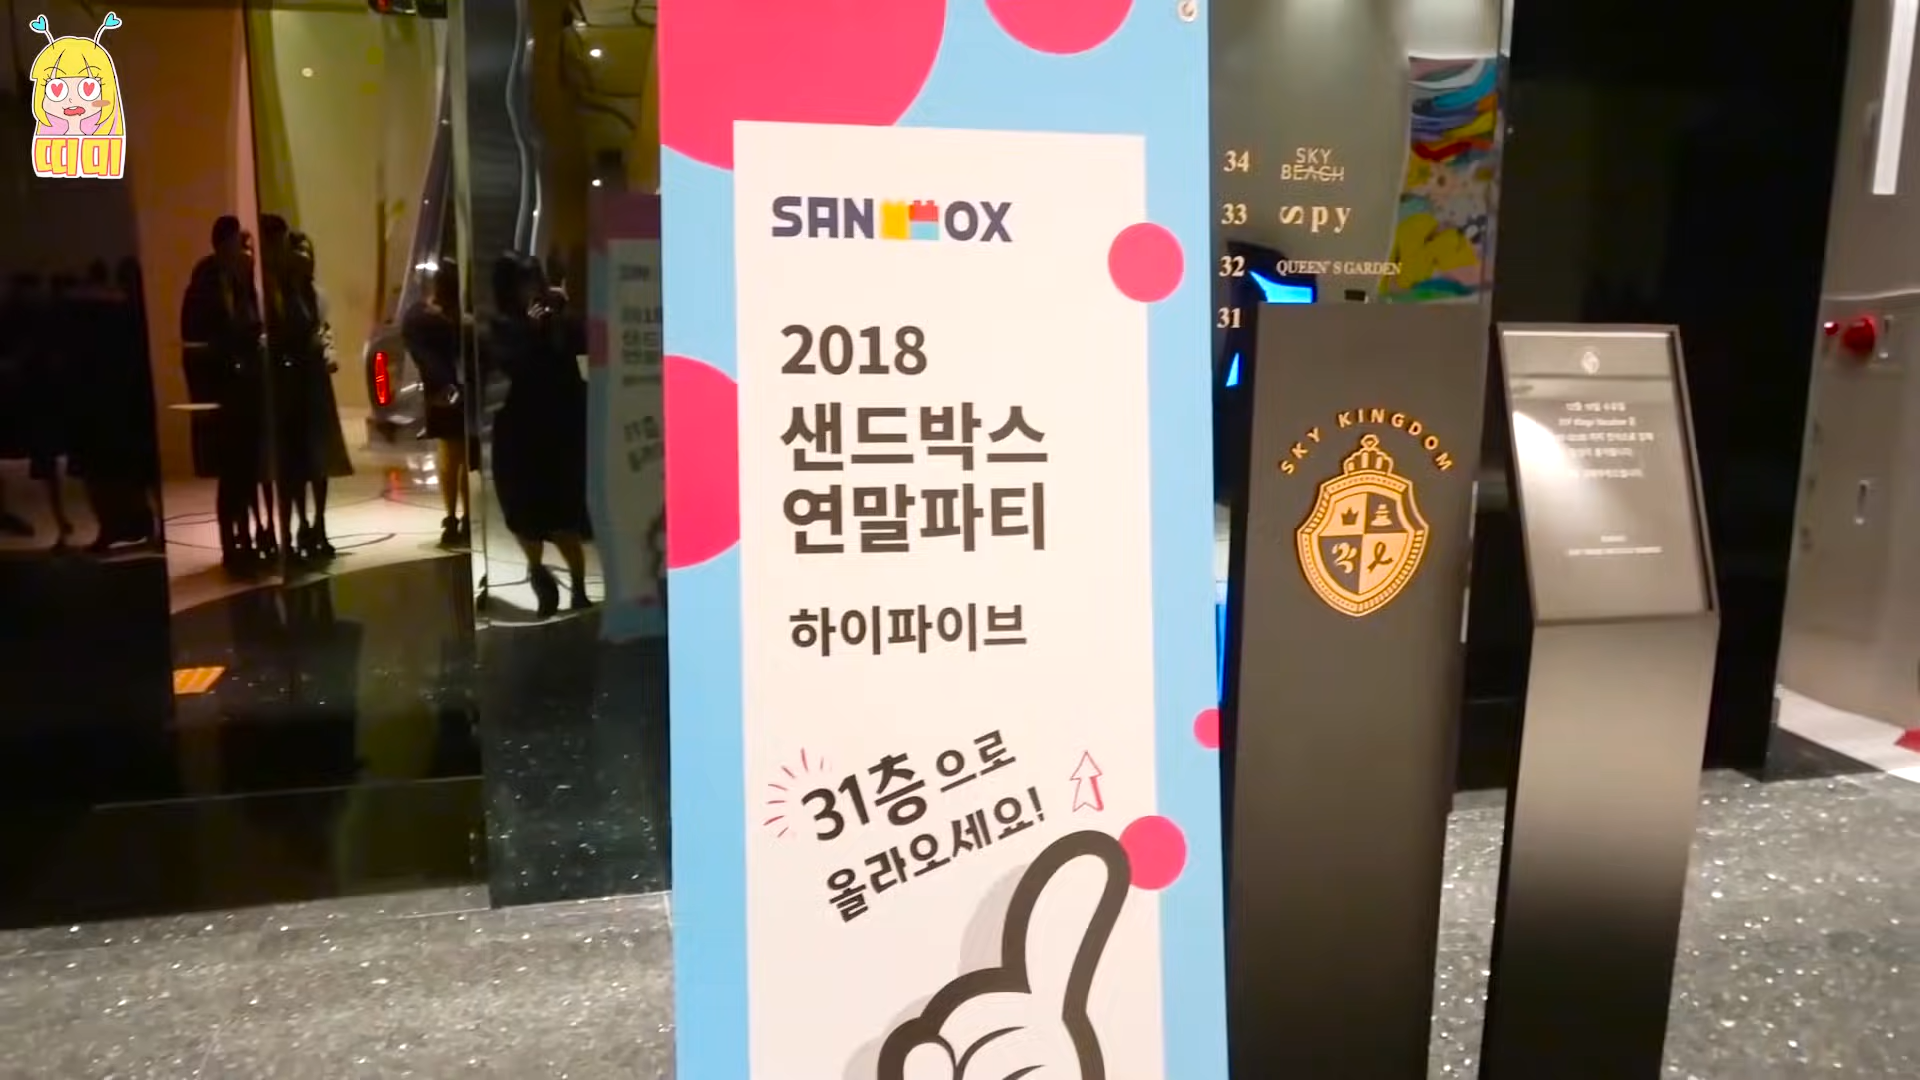 띠미
SANDBOX
2018
샌드박스
연말파티
하이파이브
31층으로
올라오세요!
34 SKY BEACH
33 Spy
32 QUEEN'S GARDEN
31
SKY KINGDOM